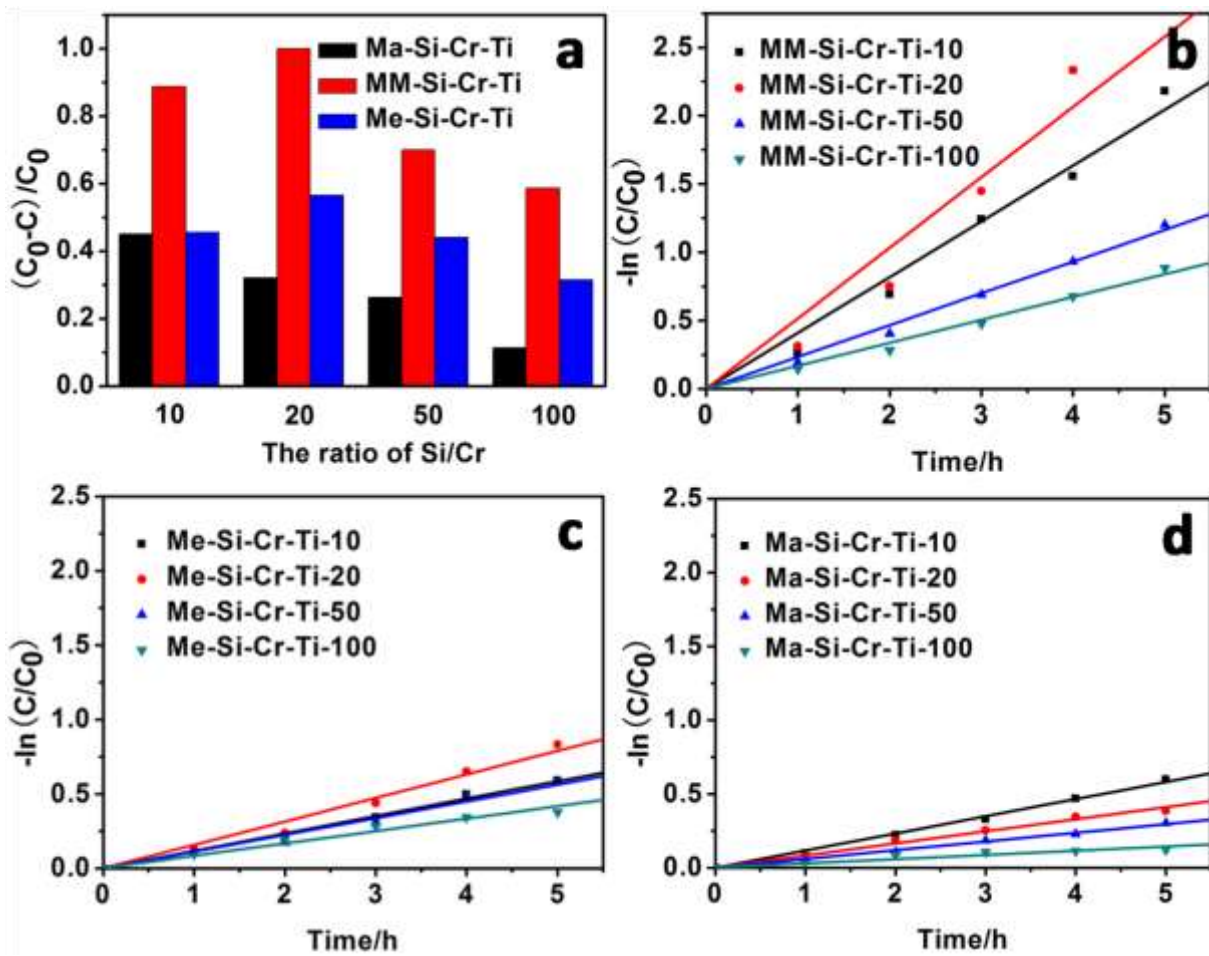 a
Ma-Si-Cr-Ti
MM-Si-Cr-Ti
Me-Si-Cr-Ti
(C0-C)/C0
1.0
0.8
0.6
0.4
0.2
0.0
10 20 50 100
The ratio of Si/Cr
b
MM-Si-Cr-Ti-10
MM-Si-Cr-Ti-20
MM-Si-Cr-Ti-50
MM-Si-Cr-Ti-100
-ln(C/C0)
2.5
2.0
1.5
1.0
0.5
0.0
0 1 2 3 4 5
Time/h
c
Me-Si-Cr-Ti-10
Me-Si-Cr-Ti-20
Me-Si-Cr-Ti-50
Me-Si-Cr-Ti-100
-ln(C/C0)
2.5
2.0
1.5
1.0
0.5
0.0
0 1 2 3 4 5
Time/h
d
Ma-Si-Cr-Ti-10
Ma-Si-Cr-Ti-20
Ma-Si-Cr-Ti-50
Ma-Si-Cr-Ti-100
-ln(C/C0)
2.5
2.0
1.5
1.0
0.5
0.0
0 1 2 3 4 5
Time/h